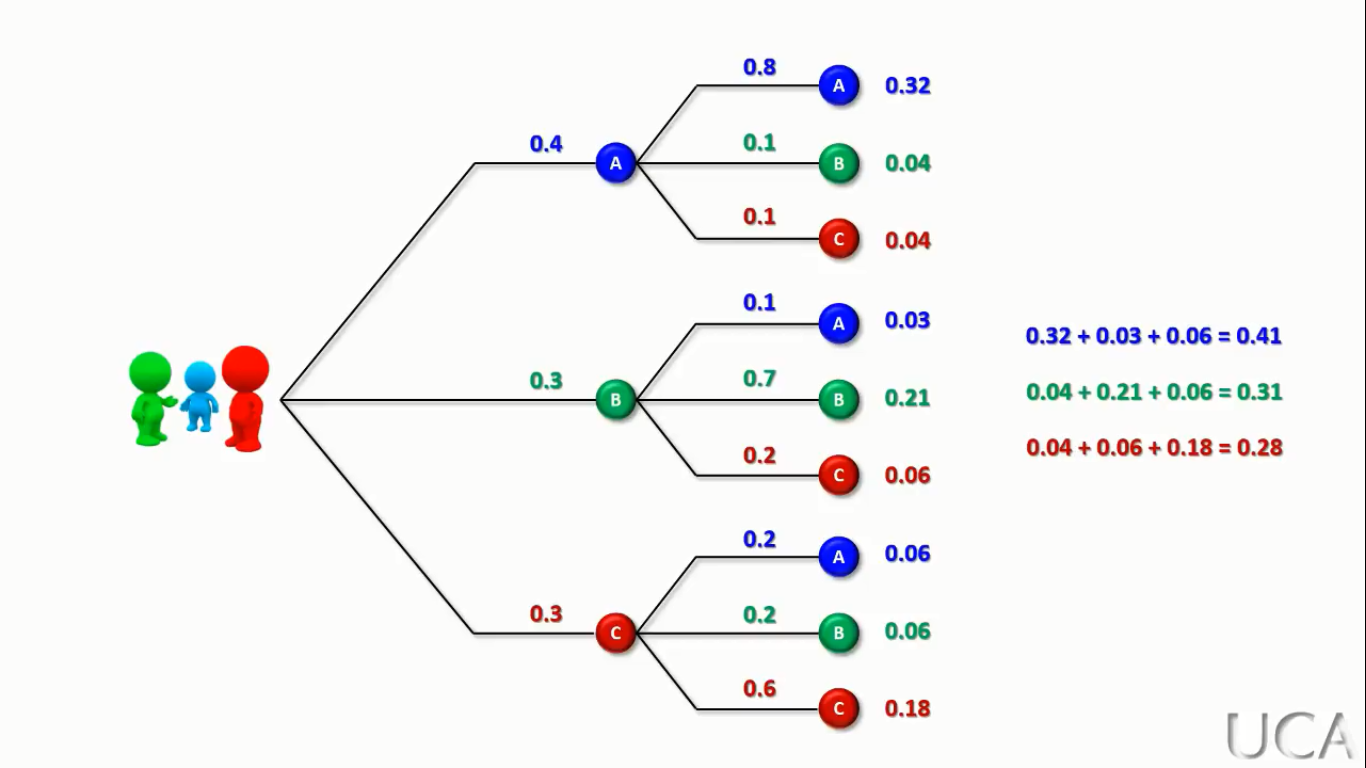 0.8
A 0.32
0.4 A
0.1
B 0.04
0.1
C 0.04
0.1
A 0.03
0.3 B
0.7
B 0.21
0.2
C 0.06
0.2
A 0.06
0.3 C
0.2
B 0.06
0.6
C 0.18
0.32 + 0.03 + 0.06 = 0.41
0.04 + 0.21 + 0.06 = 0.31
0.04 + 0.06 + 0.18 = 0.28
UCA